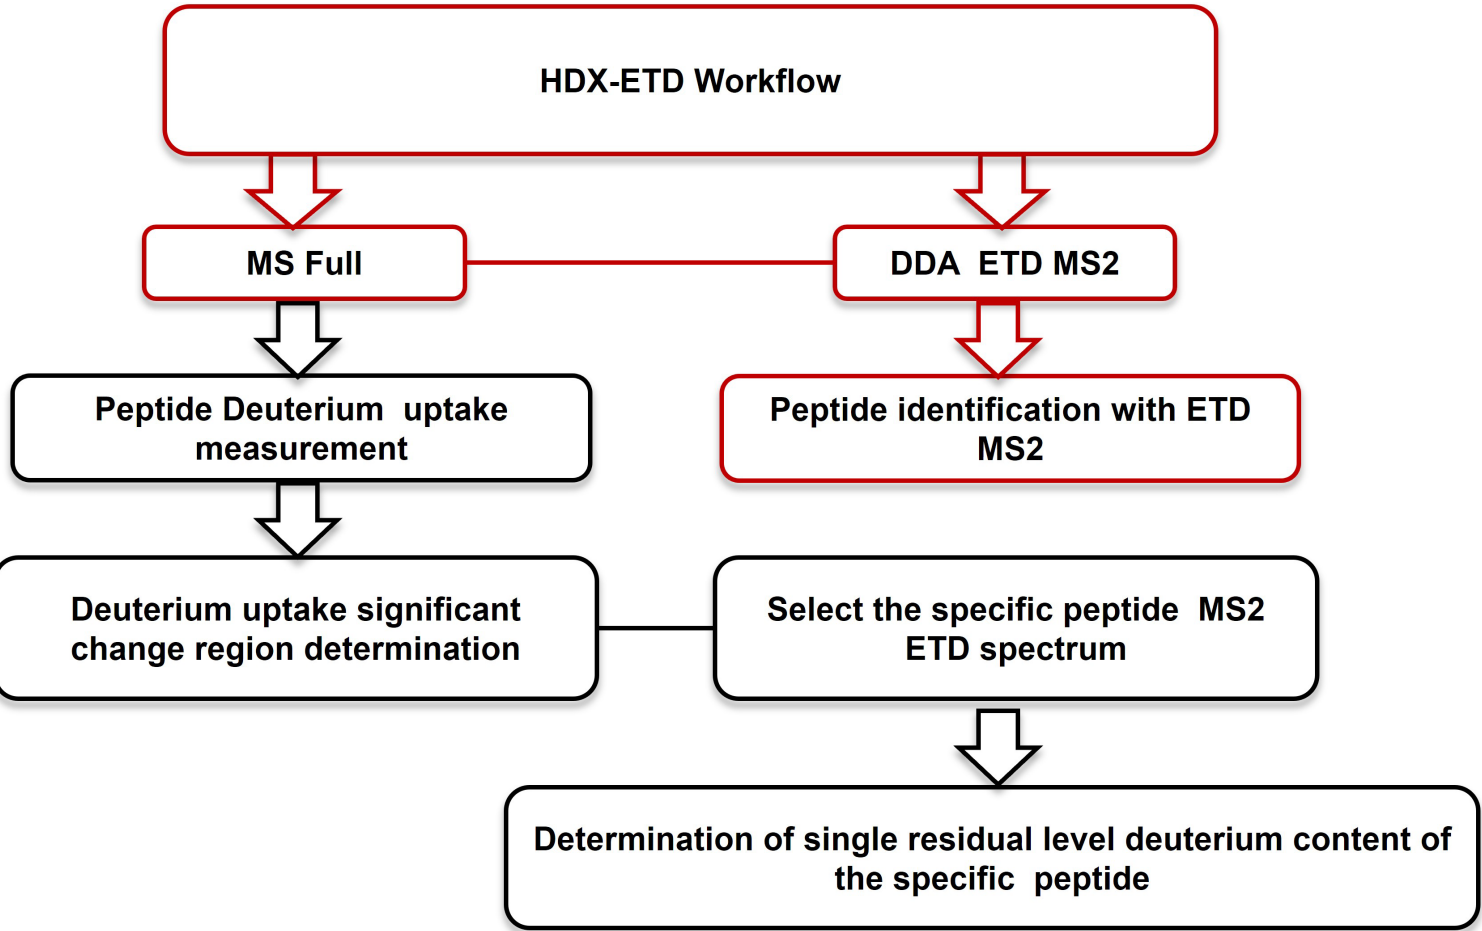 HDX-ETD Workflow
MS Full
DDA  ETD MS2
Peptide Deuterium  uptake
measurement
Peptide identification with ETD
MS2
Deuterium uptake significant
change region determination
Select the specific peptide  MS2
ETD spectrum
Determination of single residual level deuterium content of
the specific  peptide